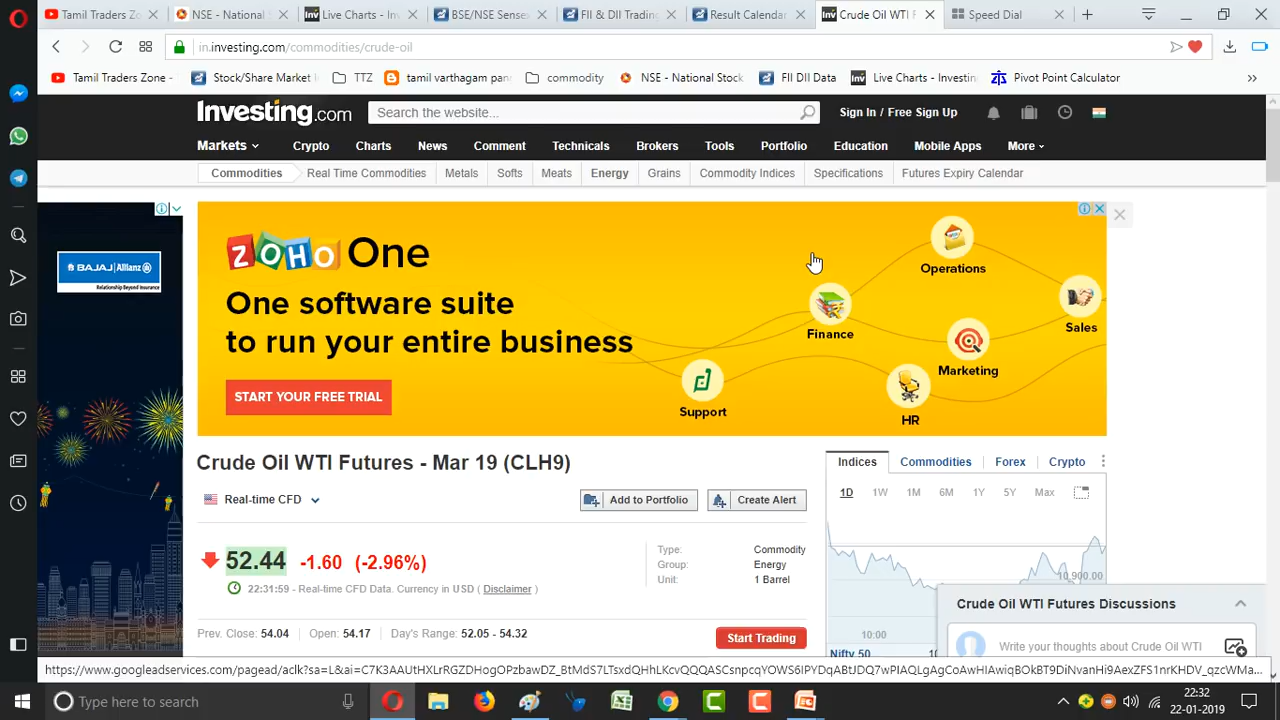 Tamil Traders Zo
NSE - National S
Live Charts - Inv
BSE/NSE Sensex
FII & DII Trading
Result Calendar
Crude Oil WTI F
Speed Dial
in.investing.com/commodities/crude-oil
Tamil Traders Zone -
Stock/Share Market I
TTZ
tamil varthagam pan
commodity
NSE - National Stock
FII DII Data
Live Charts - Investin
Pivot Point Calculator
Investing.com
Search the website...
Sign In / Free Sign Up
Markets
Crypto
Charts
News
Comment
Technicals
Brokers
Tools
Portfolio
Education
Mobile Apps
More
Commodities
Real Time Commodities
Metals
Softs
Meats
Energy
Grains
Commodity Indices
Specifications
Futures Expiry Calendar
BAJAJ Allianz
Relationship Beyond Insurance
ZOHO One
One software suite
to run your entire business
START YOUR FREE TRIAL
Operations
Finance
Sales
Marketing
Support
HR
Crude Oil WTI Futures - Mar 19 (CLH9)
Real-time CFD
Add to Portfolio
Create Alert
52.44 (-2.96%)
22:31:59 - Real-time CFD Data. Currency in USD ( Disclaimer )
Type: Commodity
Group: Energy
Unit: 1 Barrel
Prev. Close: 54.04
Open: 54.17
Day's Range: 52.05 - 54.32
Start Trading
Indices
Commodities
Forex
Crypto
1D
1W
1M
6M
1Y
5Y
Max
10,900.00
10:00
Nifty 50
Crude Oil WTI Futures Discussions
Write your thoughts about Crude Oil WTI
Type here to search
22:32
22-01-2019